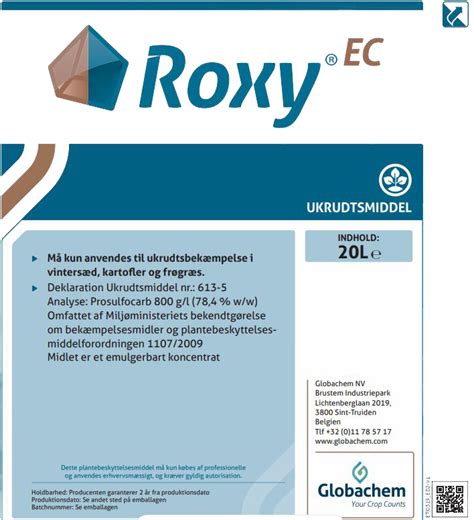 Roxy® EC
UKRUDTSMIDDEL
▸ Må kun anvendes til ukrudtsbekæmpelse i
vintersæd, kartofler og frøgræs.
▸ Deklaration Ukrudtsmiddel nr.: 613-5
Analyse: Prosulfocarb 800 g/l (78,4 % w/w)
Omfattet af Miljøministeriets bekendtgørelse
om bekæmpelsesmidler og plantebeskyttelses-
middelforordningen 1107/2009
Midlet er et emulgerbart koncentrat
INDHOLD:
20L e
Globachem NV
Brustem Industriepark
Lichtenberglaan 2019,
3800 Sint-Truiden
Belgien
Tlf +32 (0)11 78 57 17
www.globachem.com
Dette plantebeskyttelsesmiddel må kun købes af professionelle
og anvendes erhvervsmæssigt, og kræver gyldig autorisation.
Holdbarhed: Producenten garanterer 2 år fra produktionsdato
Produktionsdato: Se andet sted på emballagen
Batchnummer: Se emballagen
Globachem
Your Crop Counts